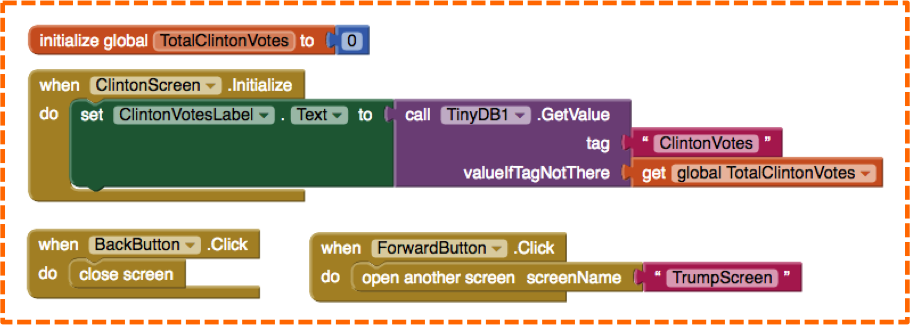 initialize global TotalClintonVotes to 0
when ClintonScreen .Initialize
do set ClintonVotesLabel . Text to call TinyDB1 .GetValue
tag " ClintonVotes "
valueIfTagNotThere get global TotalClintonVotes
when BackButton .Click
do close screen
when ForwardButton .Click
do open another screen screenName " TrumpScreen "